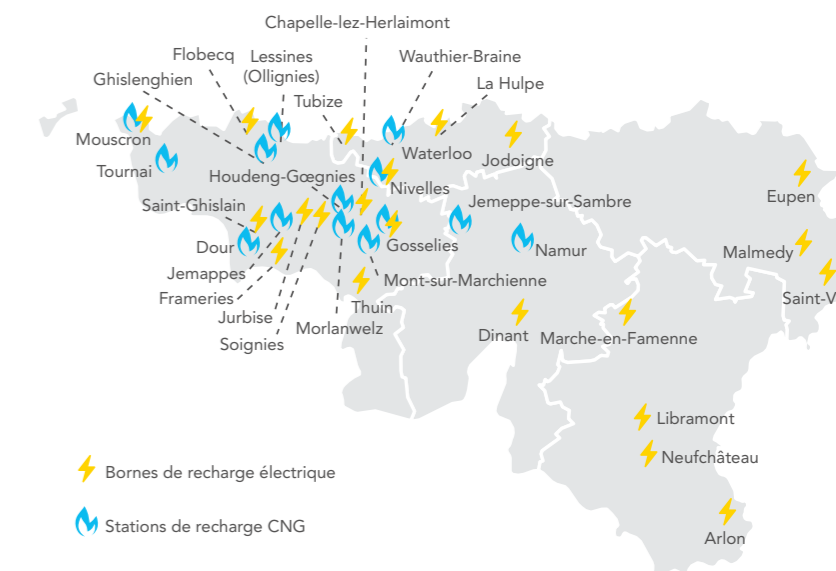 Chapelle-lez-Herlaimont
Flobecq
Lessines
(Ollignies)
Wauthier-Braine
Ghislenghien
La Hulpe
Tubize
Mouscron
Waterloo
Jodoigne
Tournai
Houdeng-Gœgnies
Nivelles
Eupen
Saint-Ghislain
Jemeppe-sur-Sambre
Dour
Gosselies
Namur
Malmedy
Jemappes
Mont-sur-Marchienne
Frameries
Saint-V
Thuin
Jurbise
Morlanwelz
Soignies
Dinant
Marche-en-Famenne
Libramont
Neufchâteau
Bornes de recharge électrique
Stations de recharge CNG
Arlon